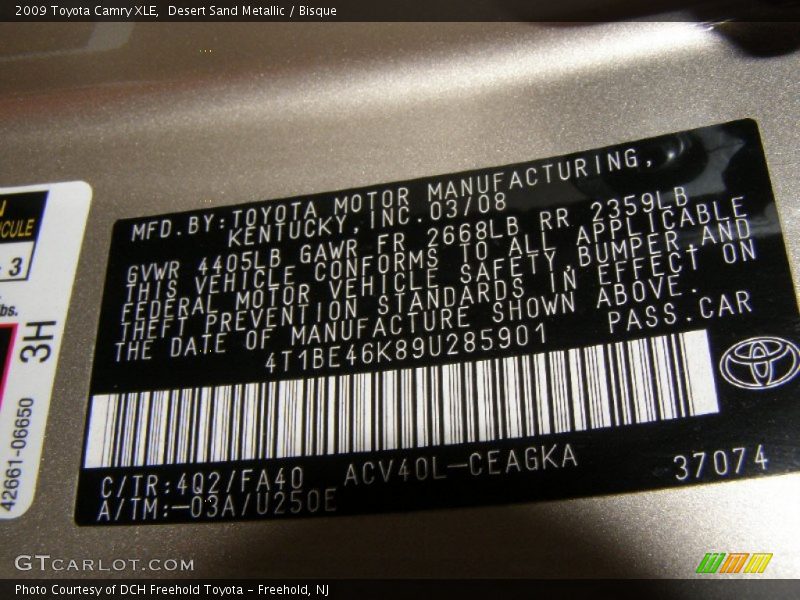 2009 Toyota Camry XLE, Desert Sand Metallic / Bisque
MFD.BY:TOYOTA MOTOR MANUFACTURING,
KENTUCKY,INC.03/08
GVWR 4405LB GAWR FR 2668LB RR 2359LB
THIS VEHICLE CONFORMS TO ALL APPLICABLE
FEDERAL MOTOR VEHICLE SAFETY,BUMPER,AND
THEFT PREVENTION STANDARDS IN EFFECT ON
THE DATE OF MANUFACTURE SHOWN ABOVE.
4T1BE46K89U285901 PASS.CAR
C/TR:4Q2/FA40 ACV40L-CEAGKA 37074
A/TM:-03A/U250E
3
lbs.
3H
42661-06650
GTCARLOT.COM
Photo Courtesy of DCH Freehold Toyota - Freehold, NJ